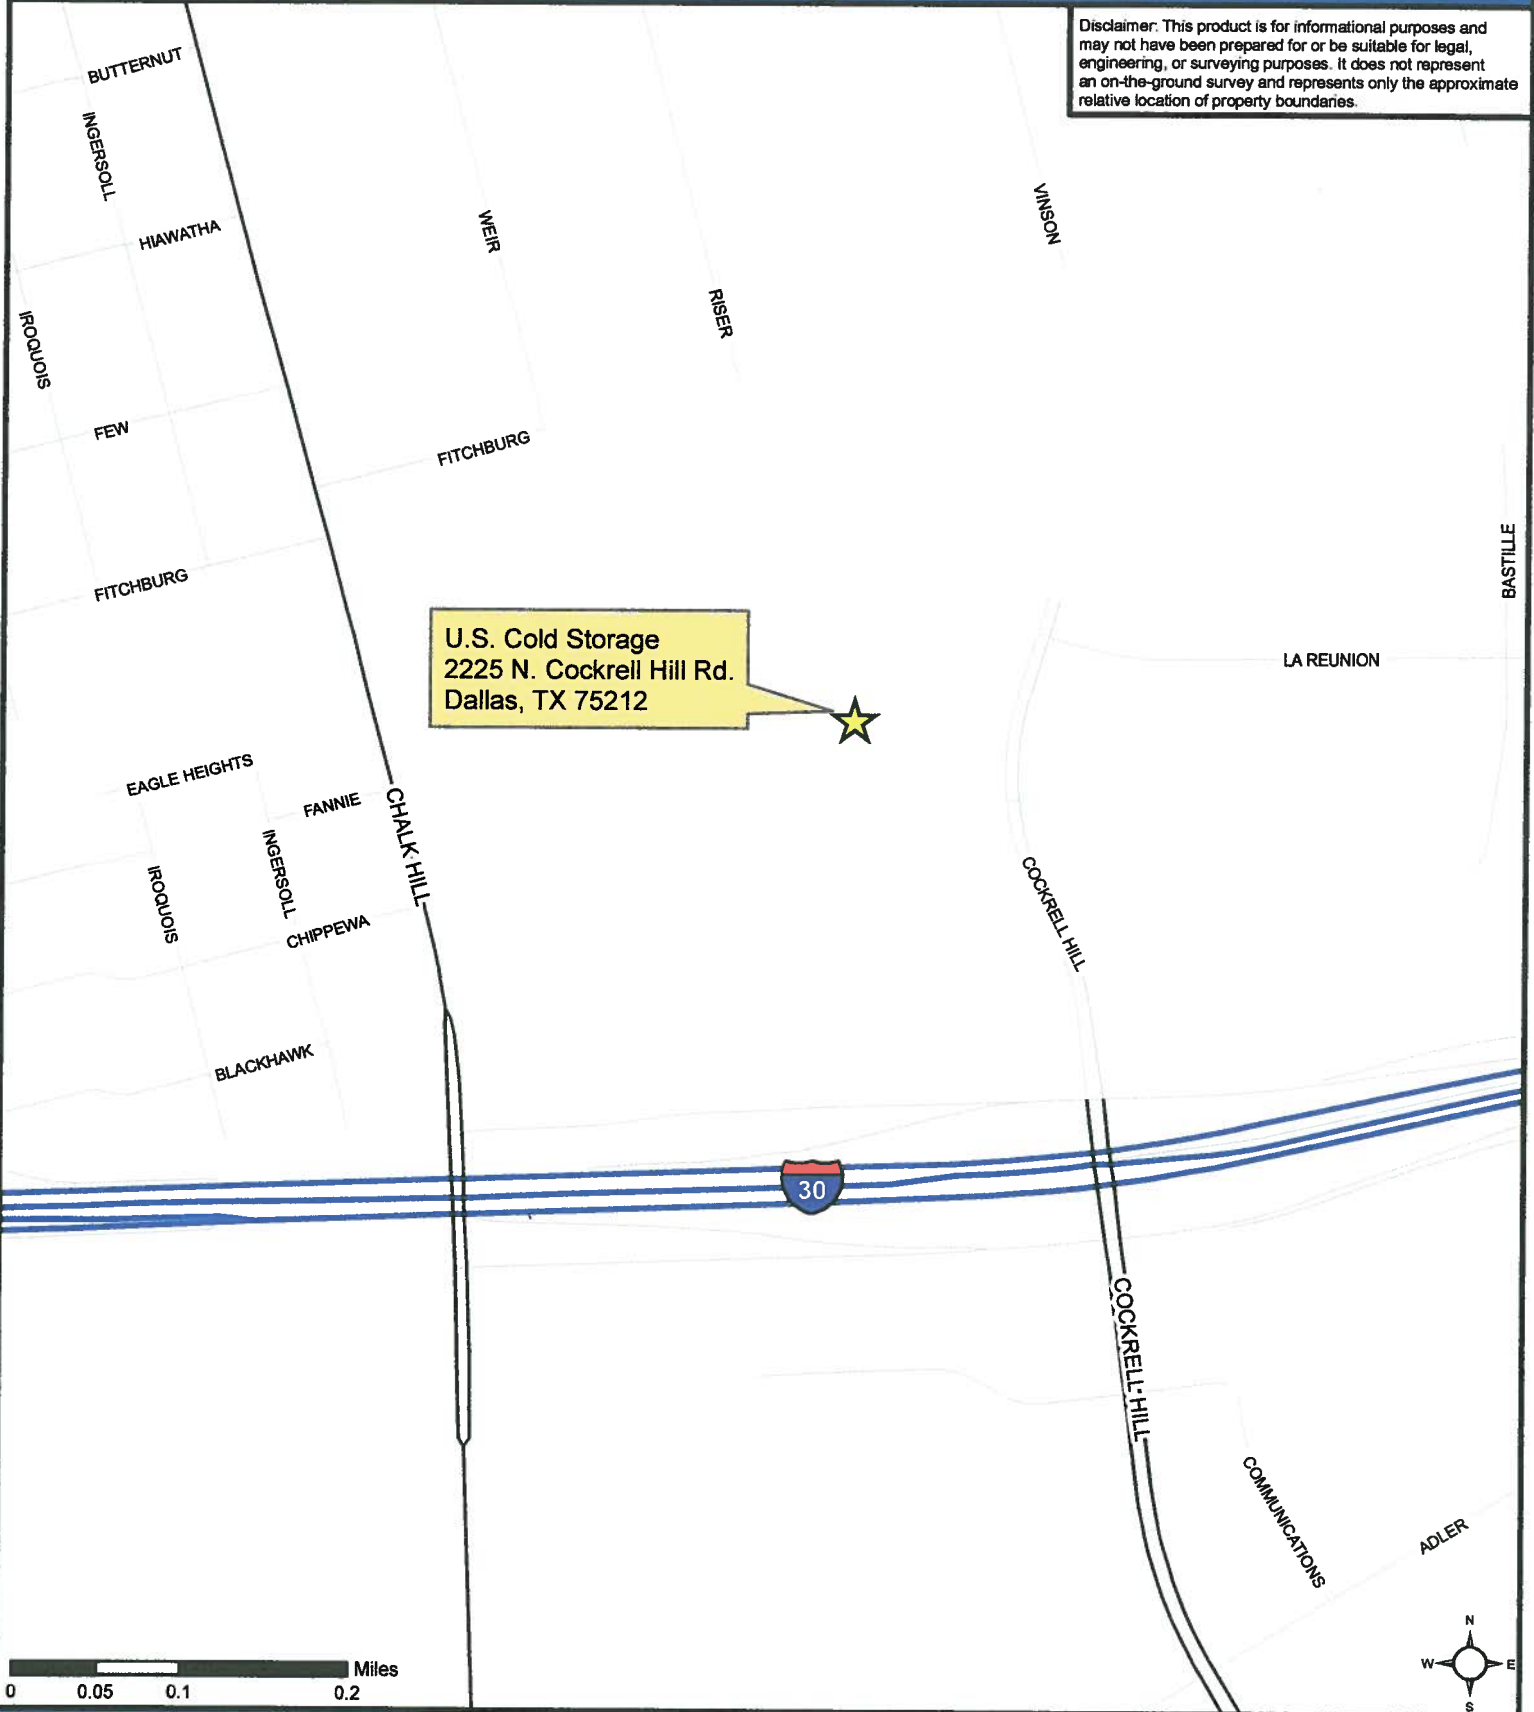 Disclaimer: This product is for informational purposes and
may not have been prepared for or be suitable for legal,
engineering, or surveying purposes. It does not represent
an on-the-ground survey and represents only the approximate
relative location of property boundaries.
BUTTERNUT
INGERSOLL
HIAWATHA
WEIR
VINSON
IROQUOIS
RISER
FEW
FITCHBURG
FITCHBURG
BASTILLE
U.S. Cold Storage
2225 N. Cockrell Hill Rd.
Dallas, TX 75212
LA REUNION
EAGLE HEIGHTS
FANNIE
CHALK HILL
INGERSOLL
IROQUOIS
CHIPPEWA
COCKRELL HILL
BLACKHAWK
30
COCKRELL HILL
COMMUNICATIONS
ADLER
N
W E
S
Miles
0 0.05 0.1 0.2